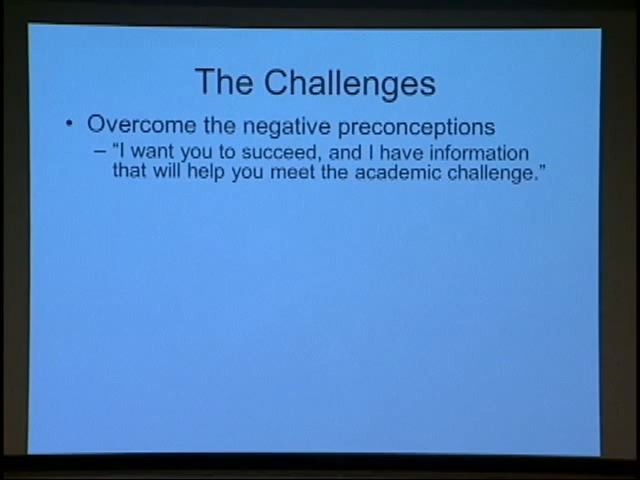 The Challenges
• Overcome the negative preconceptions
– “I want you to succeed, and I have information
that will help you meet the academic challenge.”